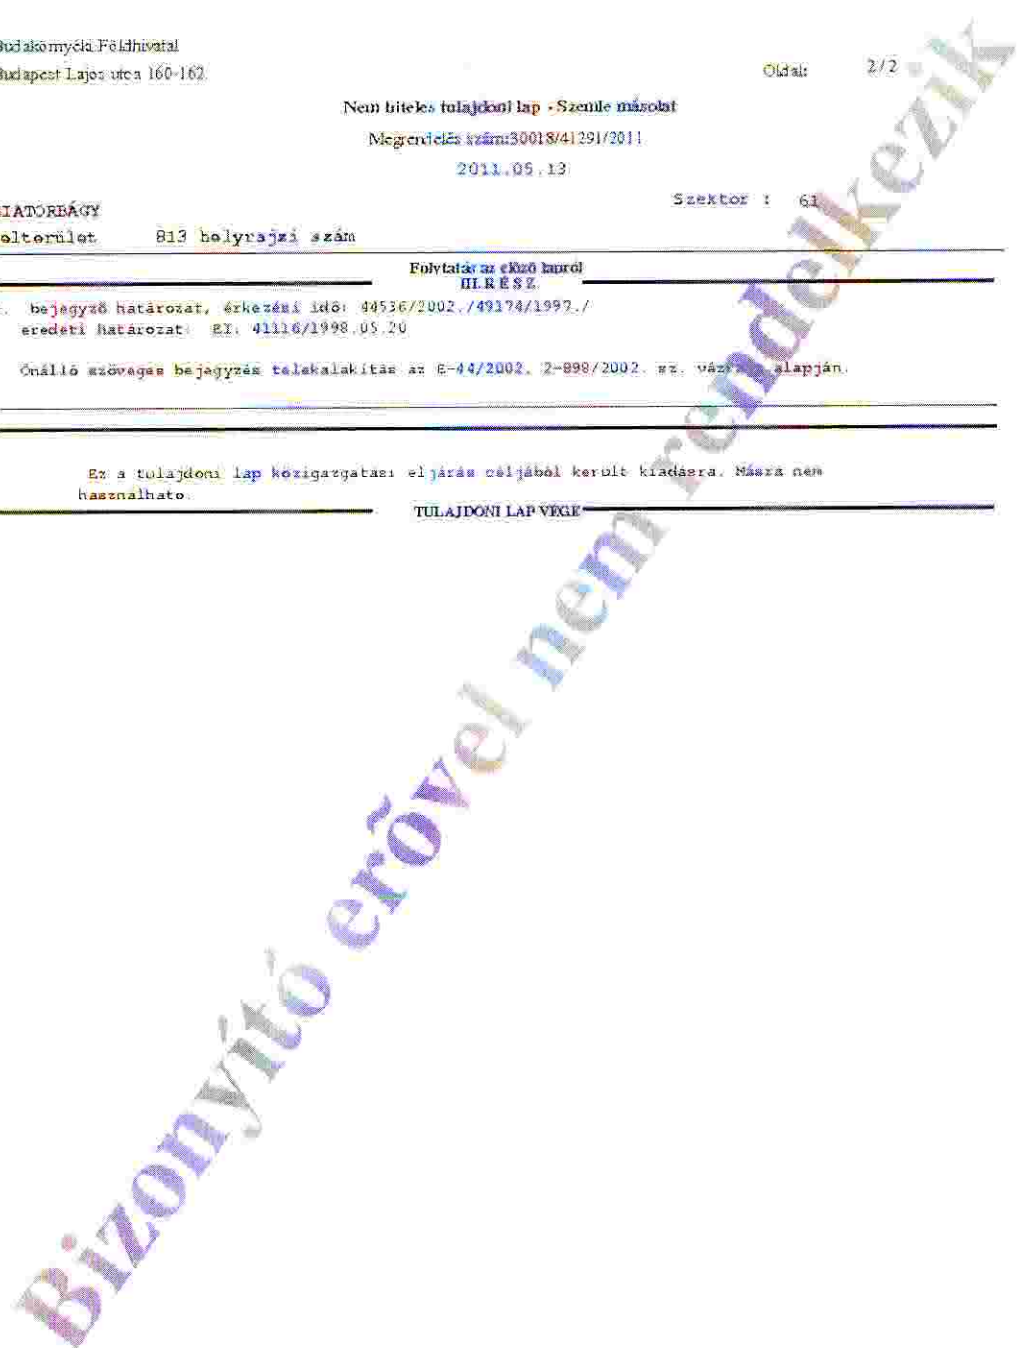 Budakörnyéki Földhivatal
Budapest Lajos utca 160-162.
Oldal: 2/2
Nem hiteles tulajdoni lap - Szemle másolat
Megrendelés szám:30018/41291/2011
2011.05.13
Szektor : 61
BIATORBÁGY
belterület 813 helyrajzi szám
Folytatás az előző lapról
III. RÉSZ
bejegyző határozat, érkezési idő: 44536/2002./49174/1997./
eredeti határozat: 41116/1998.05.20
Önálló szöveges bejegyzés telekalakítás az E-44/2002. 2-898/2002. sz. alapján.
Ez a tulajdoni lap közigazgatási eljárás céljából került kiadásra. Másra nem
használható.
TULAJDONI LAP VÉGE
Bizonyító erővel nem rendelkezik